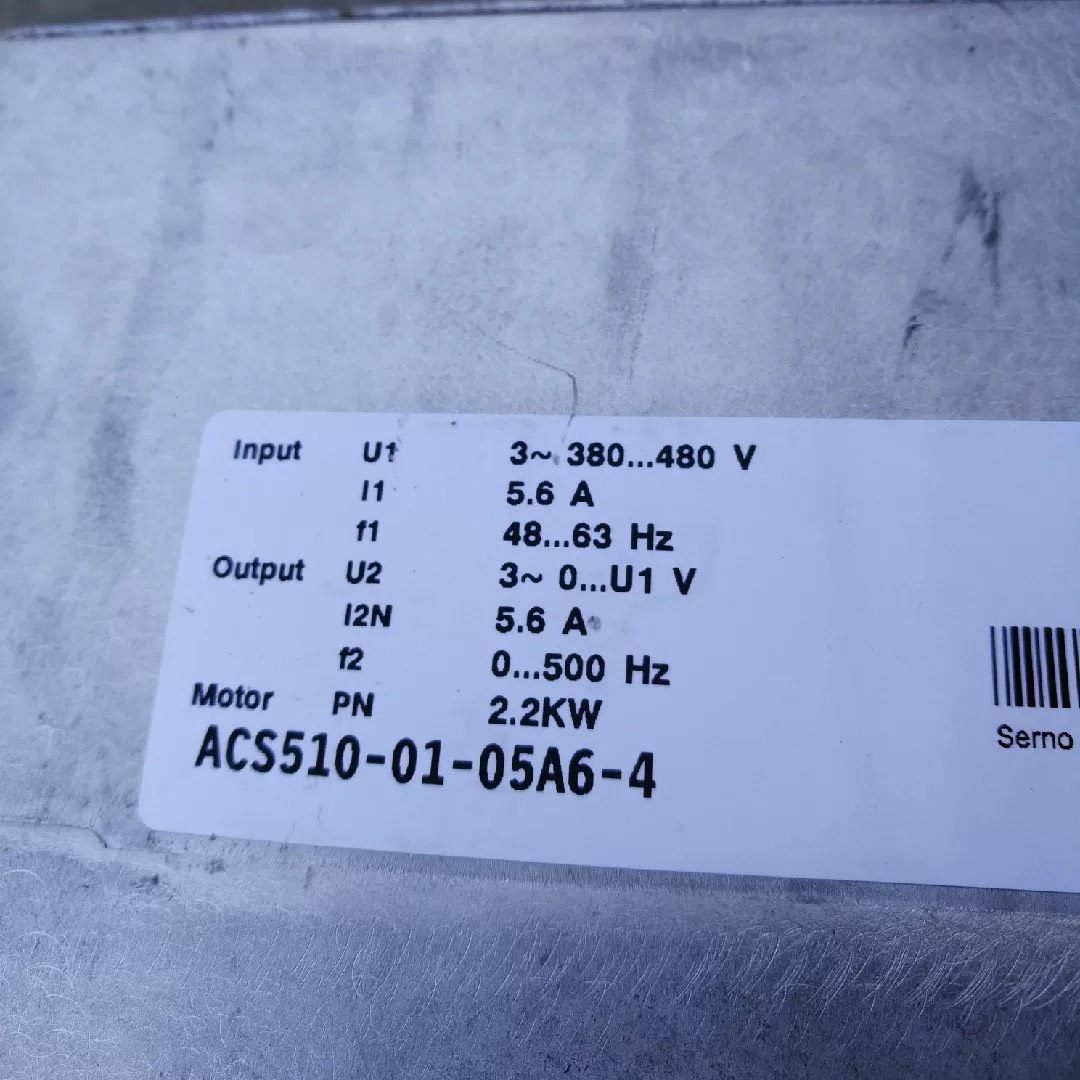 Input U1 3~ 380...480 V
I1 5.6 A
f1 48...63 Hz
Output U2 3~ 0...U1 V
I2N 5.6 A
f2 0...500 Hz
Motor PN 2.2KW
ACS510-01-05A6-4
Serno